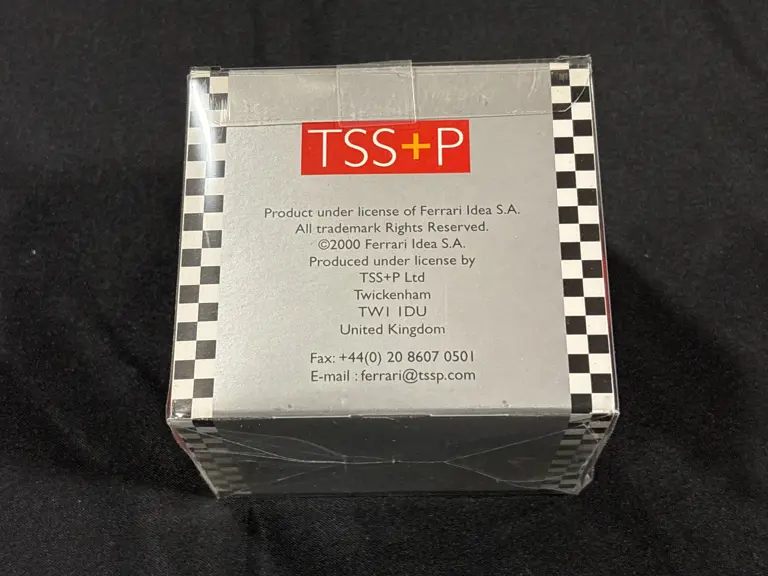 TSS+P
Product under license of Ferrari Idea S.A.
All trademark Rights Reserved.
©2000 Ferrari Idea S.A.
Produced under license by
TSS+P Ltd
Twickenham
TW1 1DU
United Kingdom
Fax: +44(0) 20 8607 0501
E-mail : ferrari@tssp.com